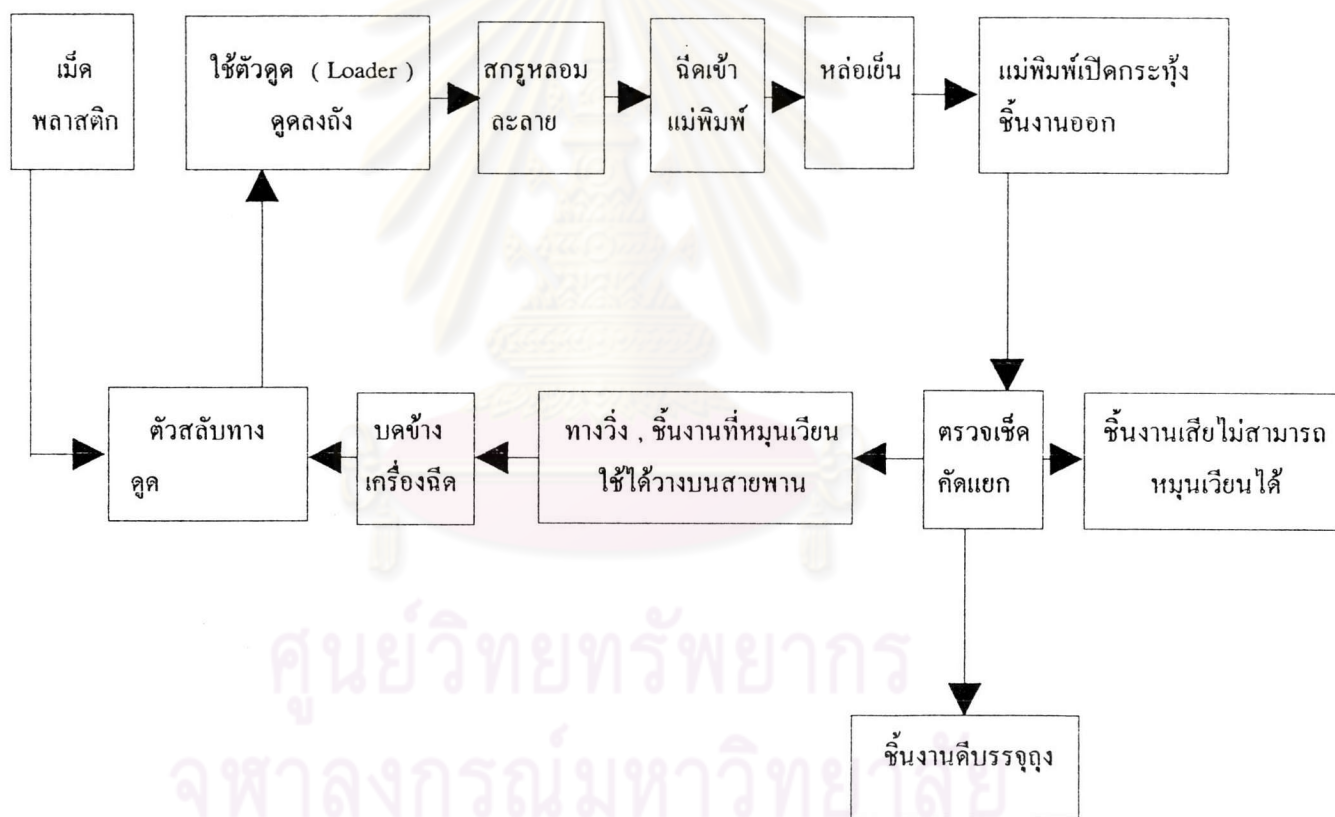 เม็ด
พลาสติก
ใช้ตัวดูด ( Loader )
ดูดลงถัง
สกรูหลอม
ละลาย
ฉีดเข้า
แม่พิมพ์
หล่อเย็น
แม่พิมพ์เปิดกระทุ้ง
ชิ้นงานออก
ตัวสลับทาง
ดูด
บดข้าง
เครื่องฉีด
ทางวิ่ง , ชิ้นงานที่หมุนเวียน
ใช้ได้วางบนสายพาน
ตรวจเช็ด
คัดแยก
ชิ้นงานเสียไม่สามารถ
หมุนเวียนได้
ชิ้นงานดีบรรจุถุง
ศูนย์วิทยทรัพยากร
จุฬาลงกรณ์มหาวิทยาลัย